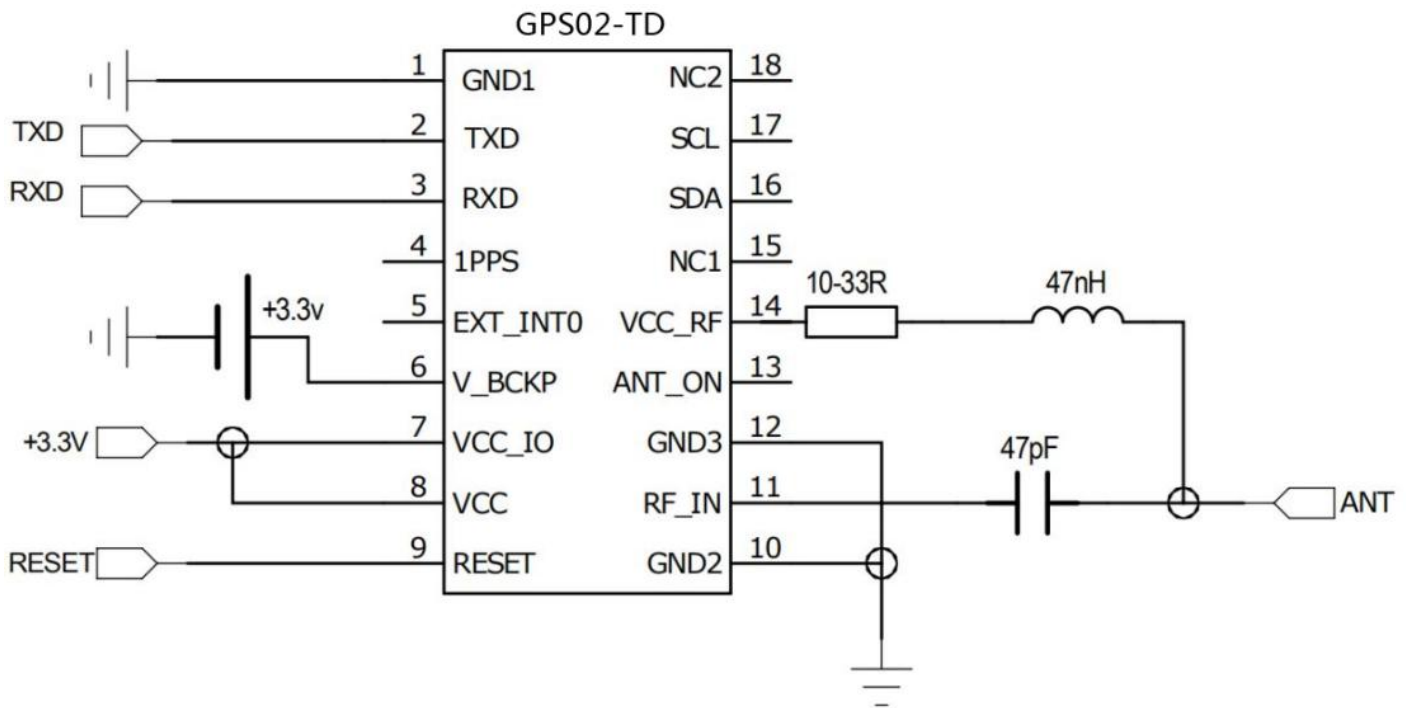 GPS02-TD
1 GND1 NC2 18
TXD 2 TXD SCL 17
RXD 3 RXD SDA 16
4 1PPS NC1 15
10-33R 47nH
+3.3v 5 EXT_INT0 VCC_RF 14
6 V_BCKP ANT_ON 13
+3.3V 7 VCC_IO GND3 12
47pF
8 VCC RF_IN 11 ANT
RESET 9 RESET GND2 10